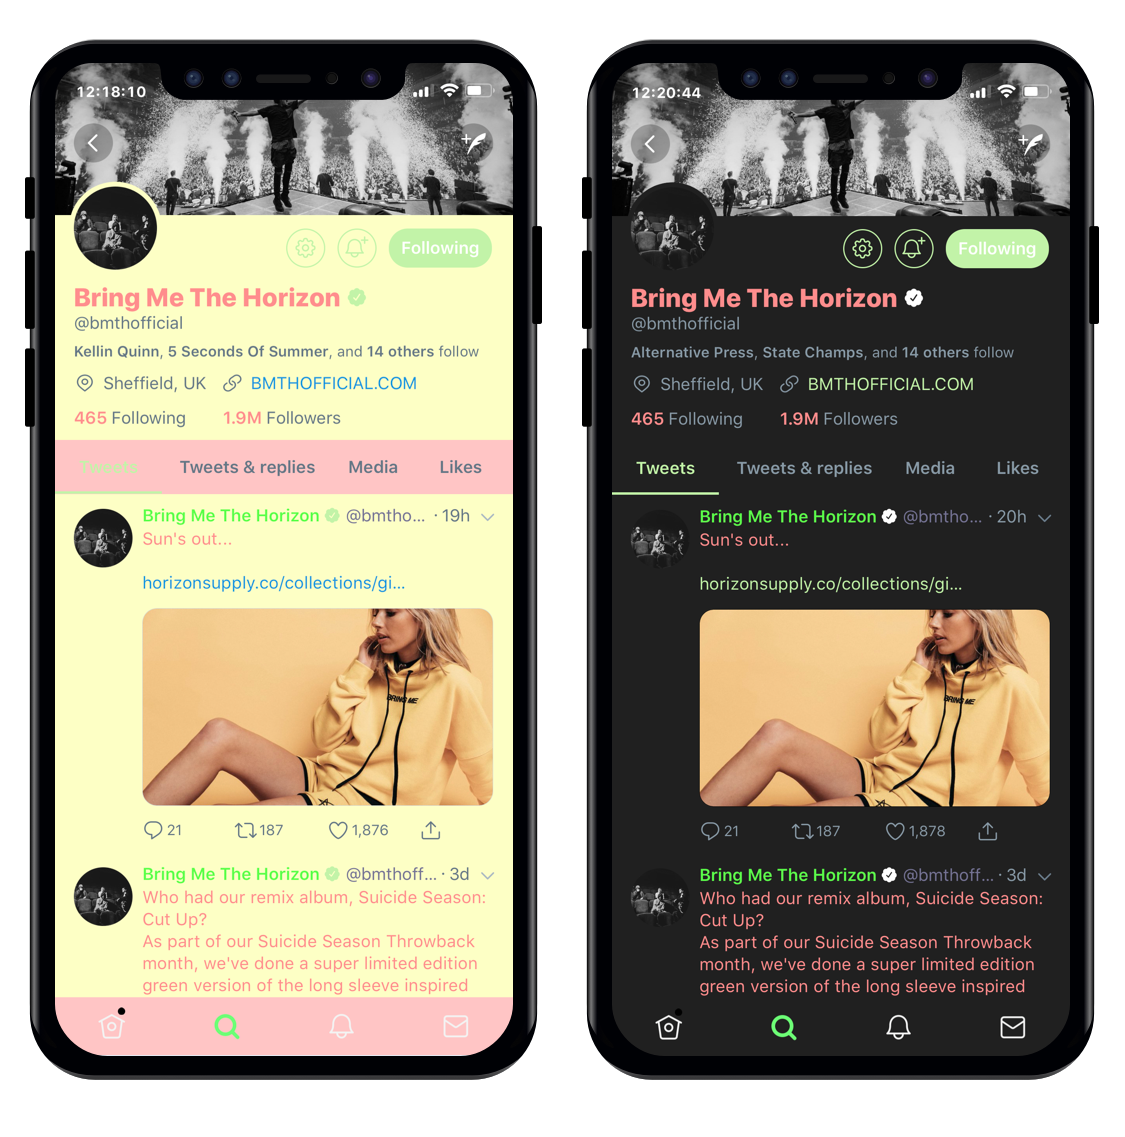 12:18:10
Following
Bring Me The Horizon
@bmthofficial
Kellin Quinn, 5 Seconds Of Summer, and 14 others follow
Sheffield, UK BMTHOFFICIAL.COM
465 Following 1.9M Followers
Tweets Tweets & replies Media Likes
Bring Me The Horizon @bmtho... · 19h
Sun's out...
horizonsupply.co/collections/gi...
BRING ME
21 187 1,876
Bring Me The Horizon @bmthoff... · 3d
Who had our remix album, Suicide Season:
Cut Up?
As part of our Suicide Season Throwback
month, we've done a super limited edition
green version of the long sleeve inspired
12:20:44
Following
Bring Me The Horizon
@bmthofficial
Alternative Press, State Champs, and 14 others follow
Sheffield, UK BMTHOFFICIAL.COM
465 Following 1.9M Followers
Tweets Tweets & replies Media Likes
Bring Me The Horizon @bmtho... · 20h
Sun's out...
horizonsupply.co/collections/gi...
BRING ME
21 187 1,878
Bring Me The Horizon @bmthoff... · 3d
Who had our remix album, Suicide Season:
Cut Up?
As part of our Suicide Season Throwback
month, we've done a super limited edition
green version of the long sleeve inspired